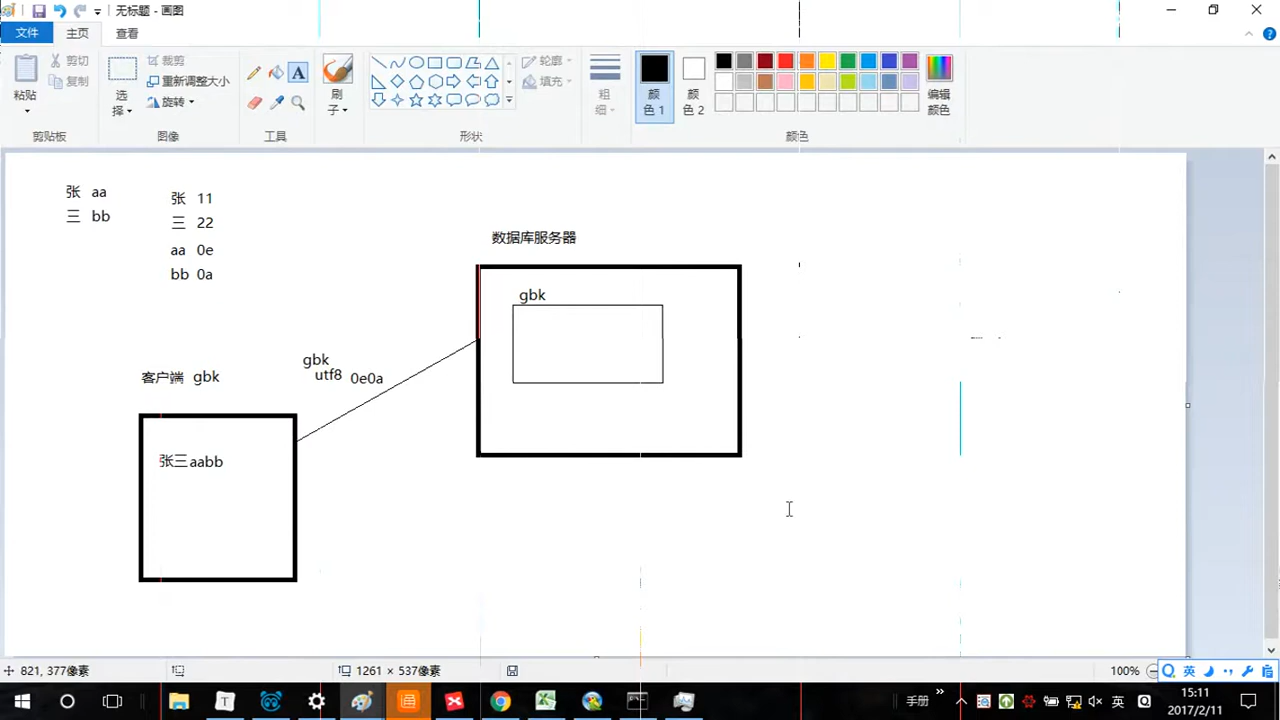 无标题 - 画图
文件 主页 查看
粘贴
剪切
复制
剪贴板
选择
裁剪
重新调整大小
旋转
图像
A
工具
刷子
形状
轮廓
填充
粗细
颜色 1
颜色 2
编辑颜色
颜色
张 aa
三 bb
张 11
三 22
aa 0e
bb 0a
数据库服务器
gbk
gbk
utf8 0e0a
客户端 gbk
张三aabb
821, 377像素
1261 × 537像素
100%
英
手册
英
15:11
2017/2/11